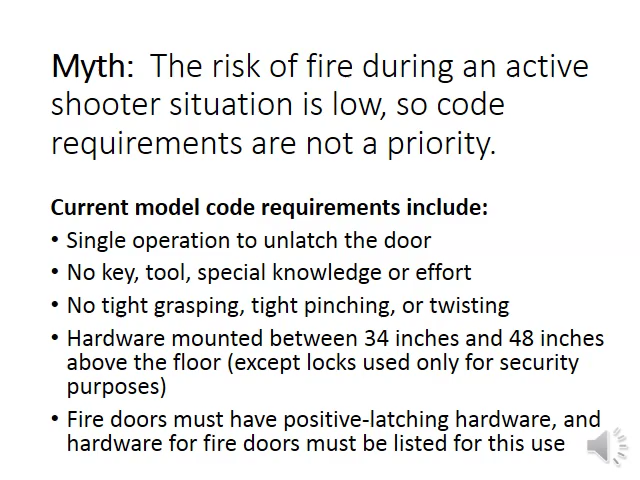 Myth:  The risk of fire during an active
shooter situation is low, so code
requirements are not a priority.
Current model code requirements include:
• Single operation to unlatch the door
• No key, tool, special knowledge or effort
• No tight grasping, tight pinching, or twisting
• Hardware mounted between 34 inches and 48 inches
above the floor (except locks used only for security
purposes)
• Fire doors must have positive-latching hardware, and
hardware for fire doors must be listed for this use